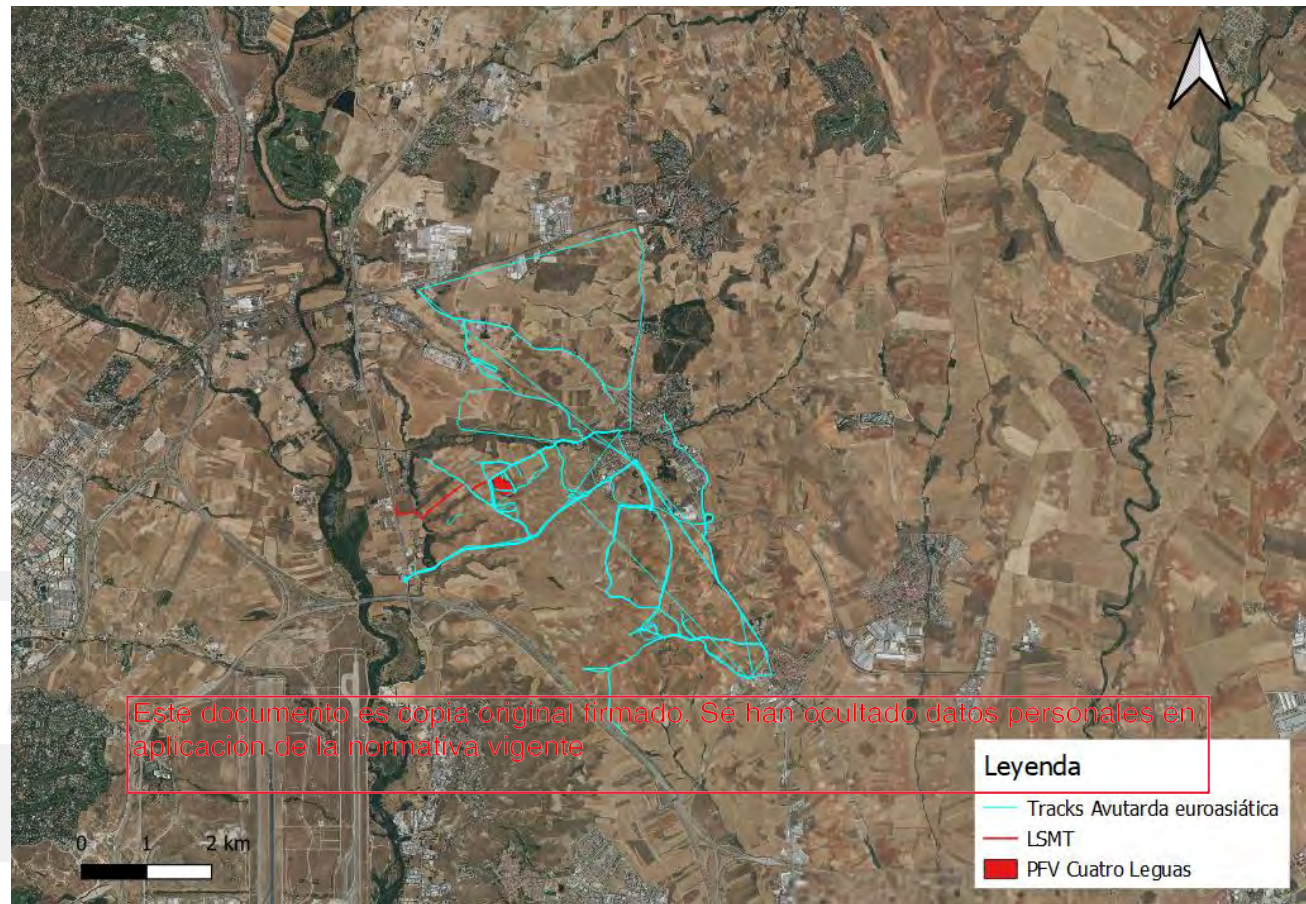 Este documento es copia original firmado. Se han ocultado datos personales en
aplicación de la normativa vigente
Leyenda
Tracks Avutarda euroasiática
LSMT
PFV Cuatro Leguas
0 1 2 km